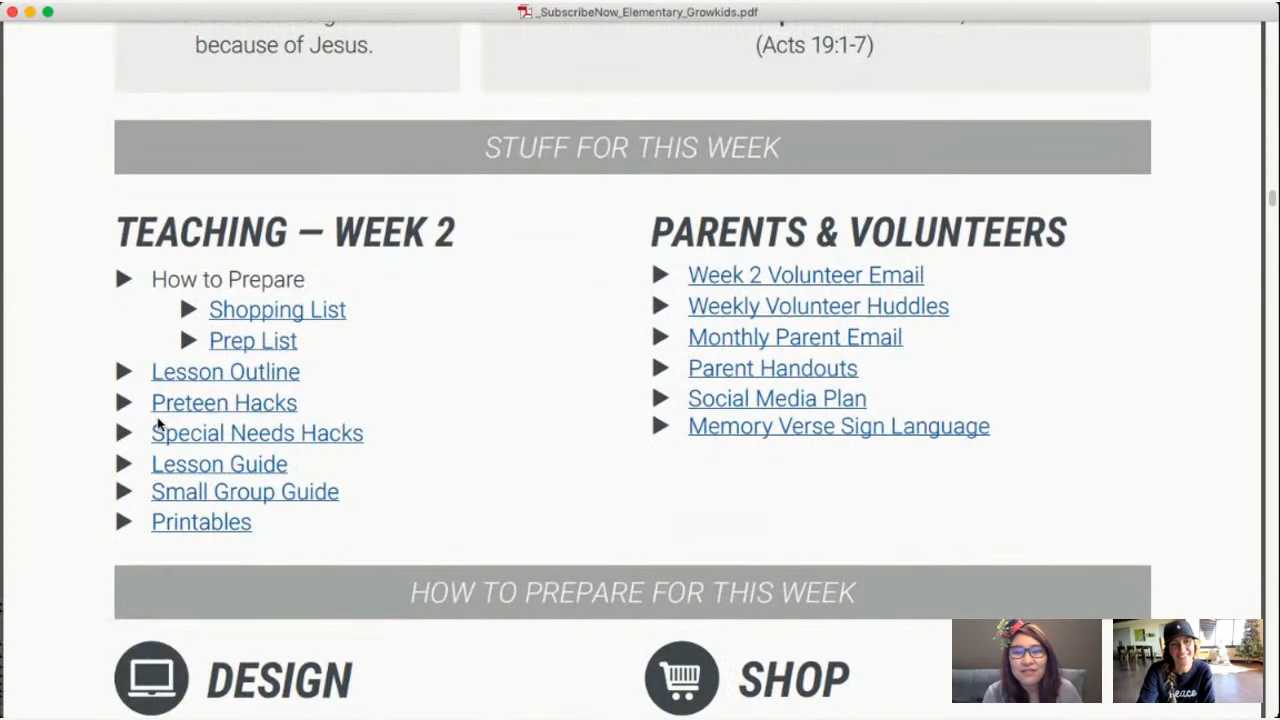 _SubscribeNow_Elementary_Growkids.pdf
because of Jesus.
(Acts 19:1-7)
STUFF FOR THIS WEEK
TEACHING — WEEK 2
How to Prepare
Shopping List
Prep List
Lesson Outline
Preteen Hacks
Special Needs Hacks
Lesson Guide
Small Group Guide
Printables
PARENTS & VOLUNTEERS
Week 2 Volunteer Email
Weekly Volunteer Huddles
Monthly Parent Email
Parent Handouts
Social Media Plan
Memory Verse Sign Language
HOW TO PREPARE FOR THIS WEEK
DESIGN
SHOP
peace